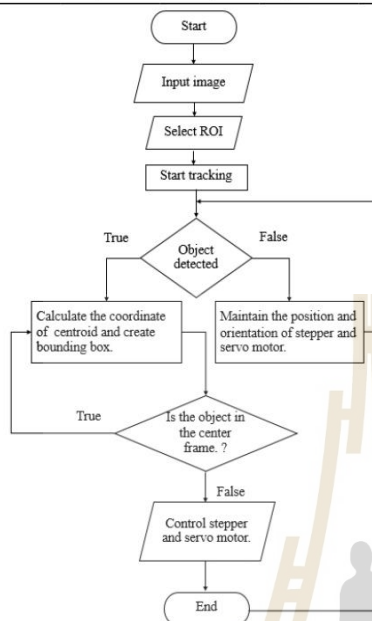 Start
Input image
Select ROI
Start tracking
True
False
Object
detected
Calculate the coordinate
of centroid and create
bounding box.
Maintain the position and
orientation of stepper and
servo motor.
True
Is the object in
the center
frame. ?
False
Control stepper
and servo motor.
End